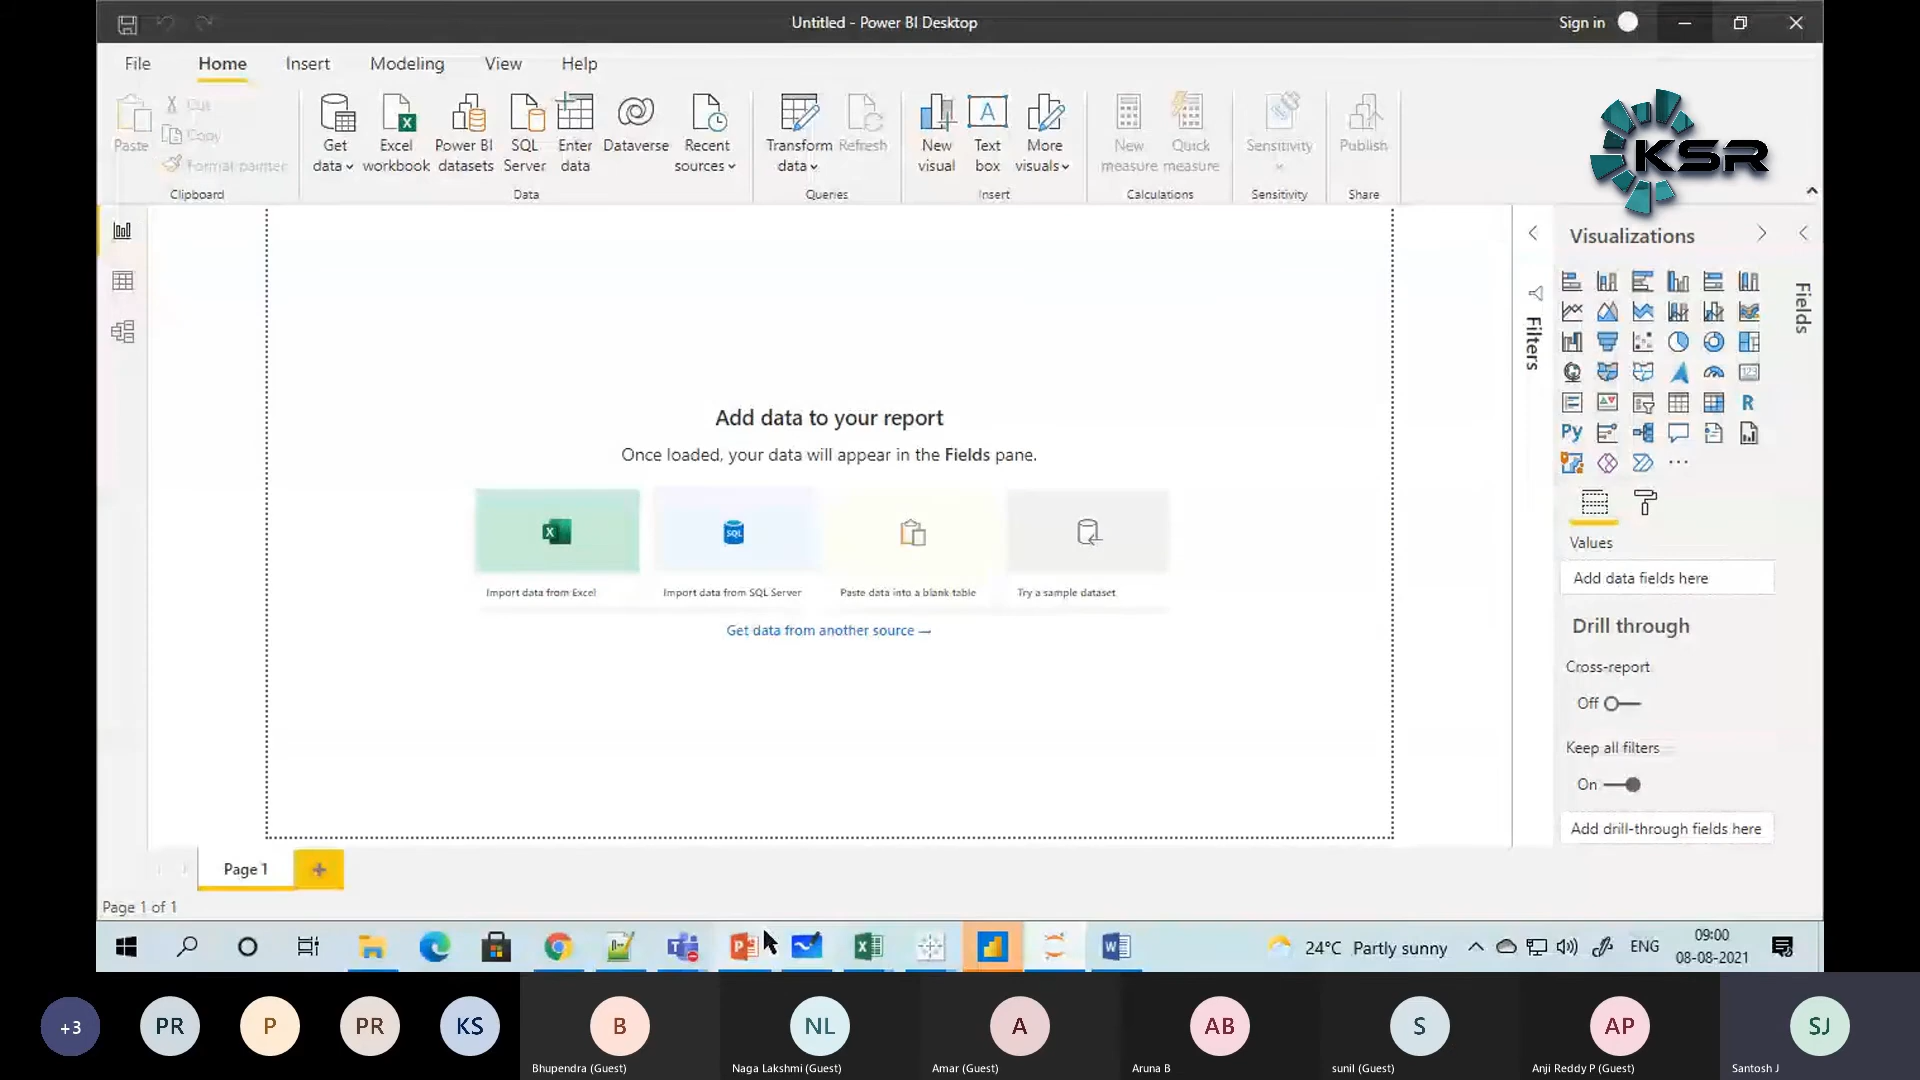 Untitled - Power BI Desktop
Sign in
File Home Insert Modeling View Help
Paste
Cut
Copy
Format painter
Clipboard
Get data
Excel workbook
Power BI datasets
SQL Server
Enter data
Dataverse
Recent sources
Data
Transform data
Refresh
Queries
New visual
Text box
More visuals
Insert
New measure
Quick measure
Calculations
Sensitivity
Sensitivity
Publish
Share
KSR
Add data to your report
Once loaded, your data will appear in the Fields pane.
Import data from Excel
Import data from SQL Server
Paste data into a blank table
Try a sample dataset
Get data from another source →
Filters
Visualizations
Fields
R
Py
Values
Add data fields here
Drill through
Cross-report
Off
Keep all filters
On
Add drill-through fields here
Page 1
Page 1 of 1
24°C Partly sunny
ENG
09:00
08-08-2021
+3
PR
P
PR
KS
B
Bhupendra (Guest)
NL
Naga Lakshmi (Guest)
A
Amar (Guest)
AB
Aruna B
S
sunil (Guest)
AP
Anji Reddy P (Guest)
SJ
Santosh J